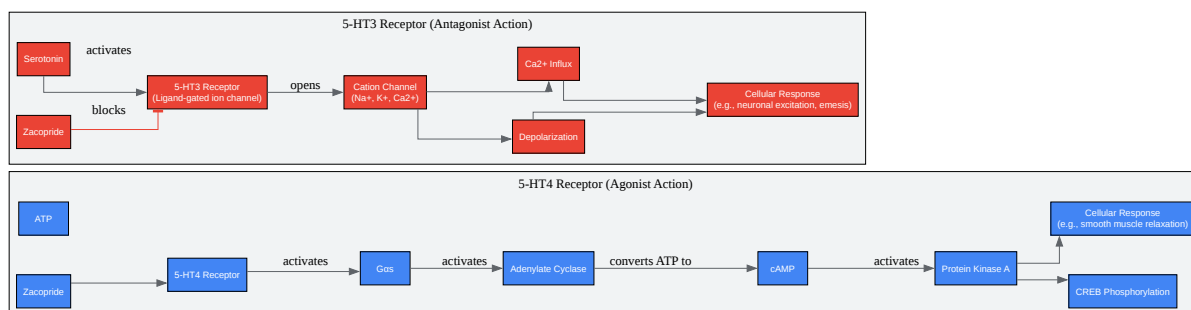 5-HT3 Receptor (Antagonist Action)
Serotonin
activates
5-HT3 Receptor
(Ligand-gated ion channel)
opens
Cation Channel
(Na+, K+, Ca2+)
Ca2+ Influx
Cellular Response
(e.g., neuronal excitation, emesis)
blocks
Zacopride
Depolarization
5-HT4 Receptor (Agonist Action)
ATP
Cellular Response
(e.g., smooth muscle relaxation)
Zacopride
5-HT4 Receptor
activates
Gαs
activates
Adenylate Cyclase
converts ATP to
cAMP
activates
Protein Kinase A
CREB Phosphorylation